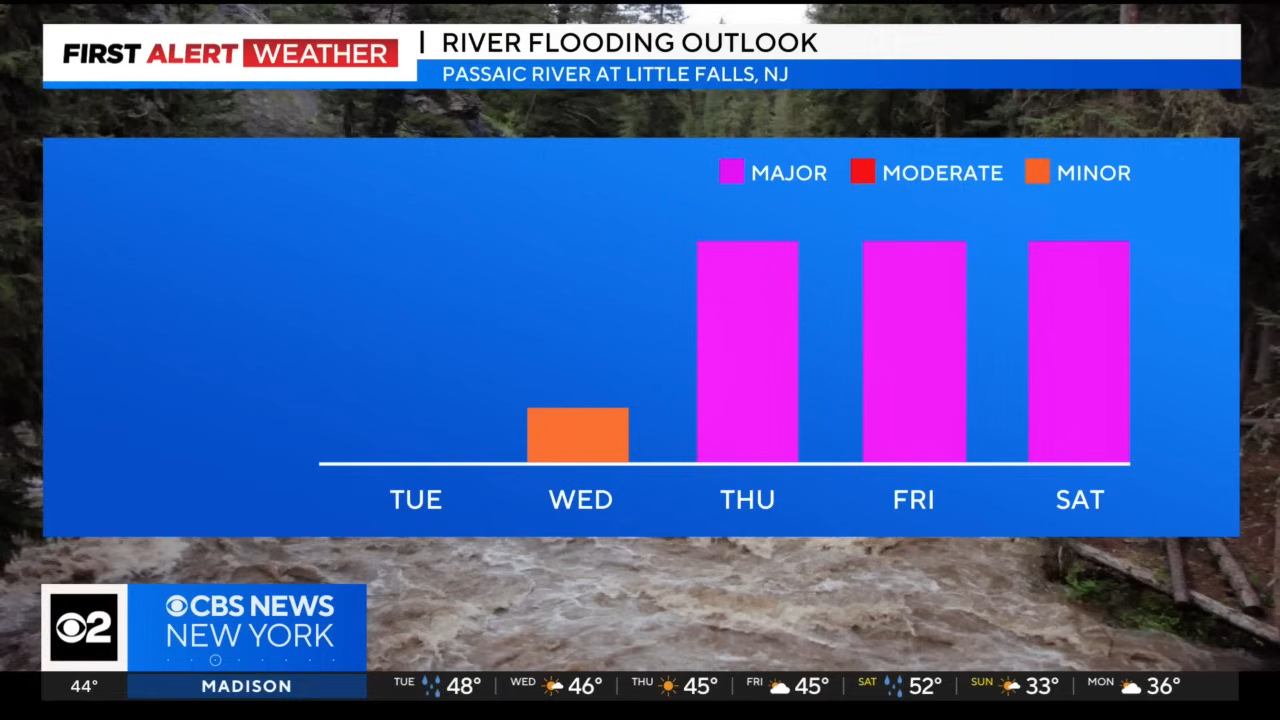 FIRST ALERT WEATHER
RIVER FLOODING OUTLOOK
PASSAIC RIVER AT LITTLE FALLS, NJ
MAJOR MODERATE MINOR
TUE WED THU FRI SAT
2
CBS NEWS
NEW YORK
44° MADISON TUE 48° WED 46° THU 45° FRI 45° SAT 52° SUN 33° MON 36°